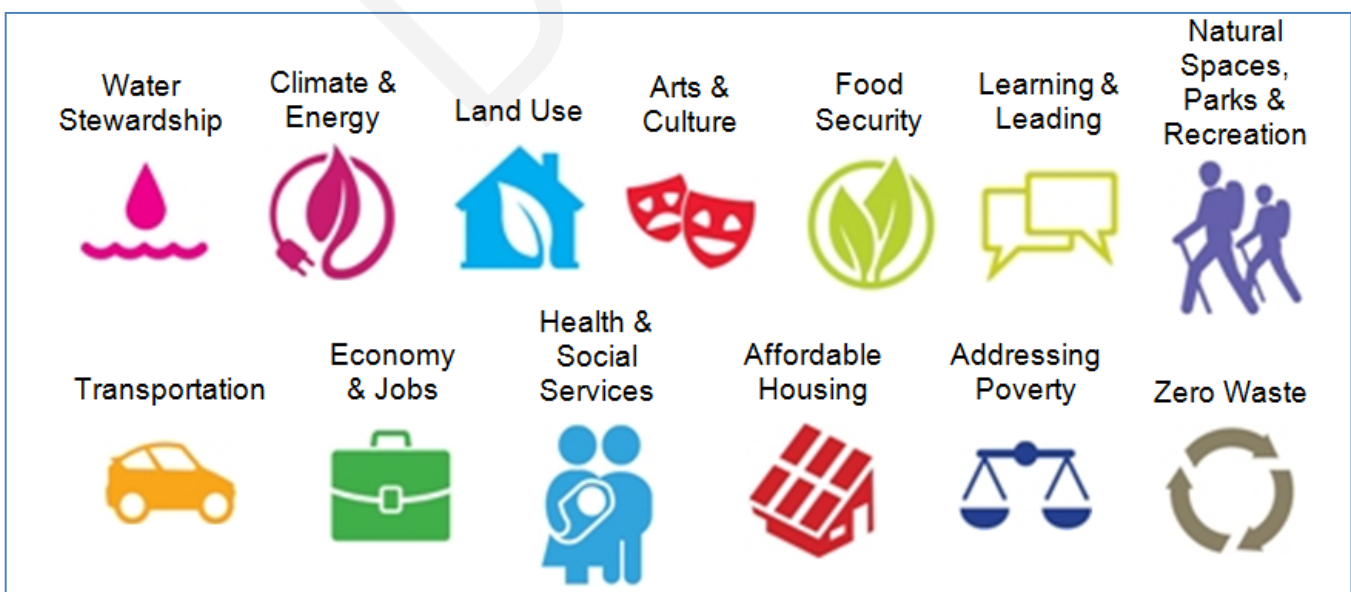 Water
Stewardship
Climate &
Energy
Land Use
Arts &
Culture
Food
Security
Learning &
Leading
Natural
Spaces,
Parks &
Recreation
Transportation
Economy
& Jobs
Health &
Social
Services
Affordable
Housing
Addressing
Poverty
Zero Waste